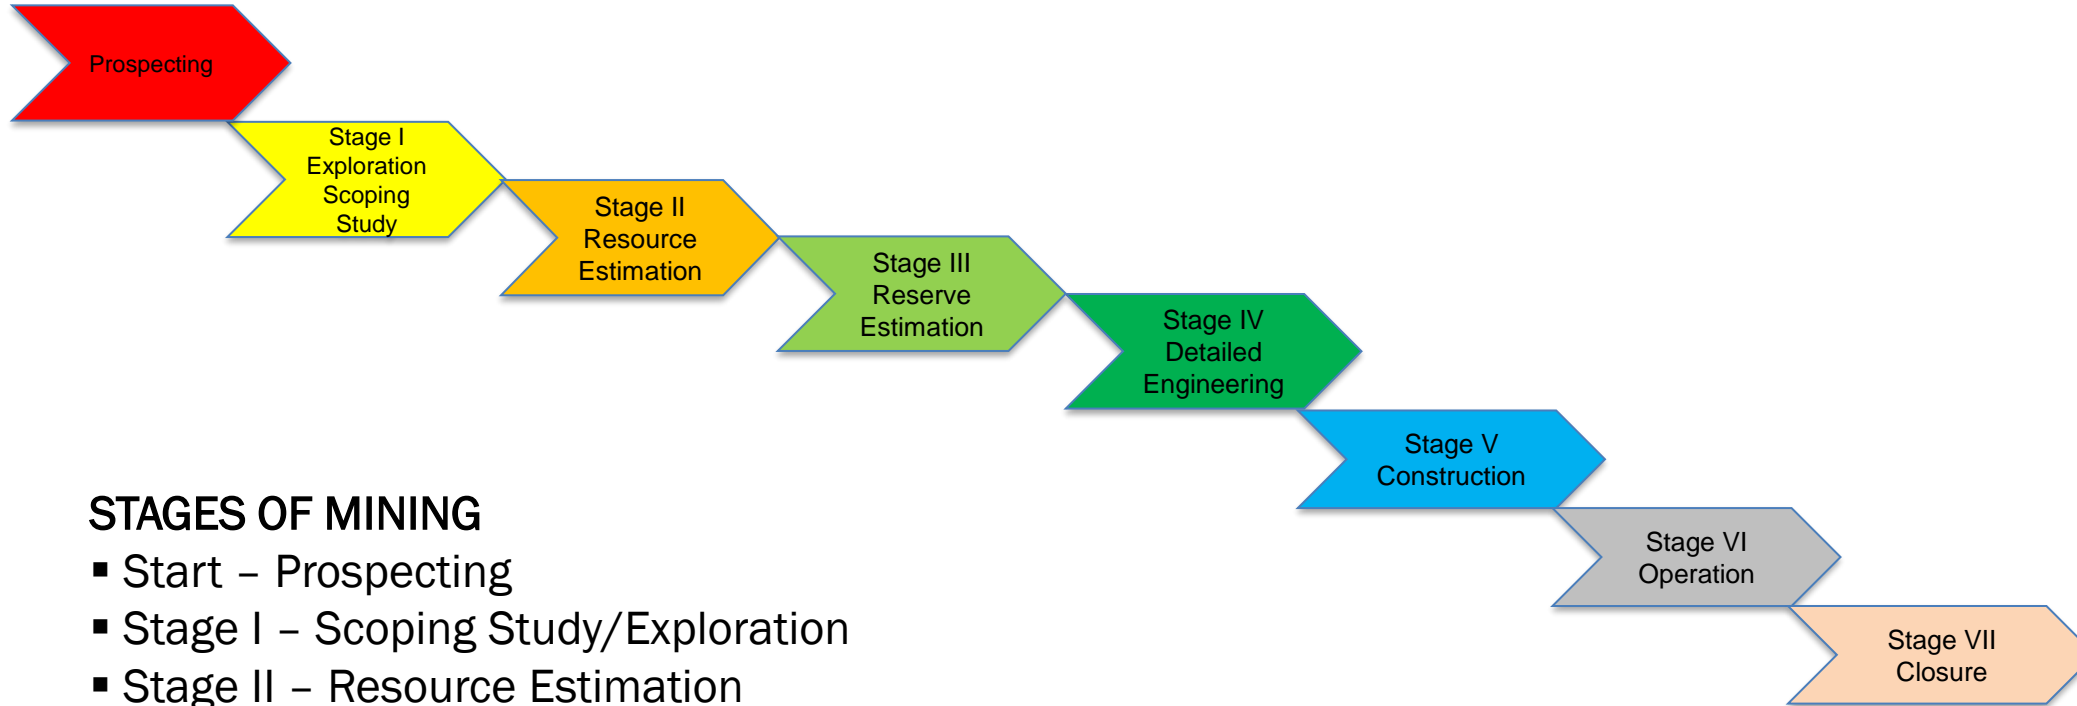 Prospecting
Stage I
Exploration
Scoping
Study
Stage II
Resource
Estimation
Stage III
Reserve
Estimation
Stage IV
Detailed
Engineering
Stage V
Construction
Stage VI
Operation
Stage VII
Closure
STAGES OF MINING
▪ Start – Prospecting
▪ Stage I – Scoping Study/Exploration
▪ Stage II – Resource Estimation